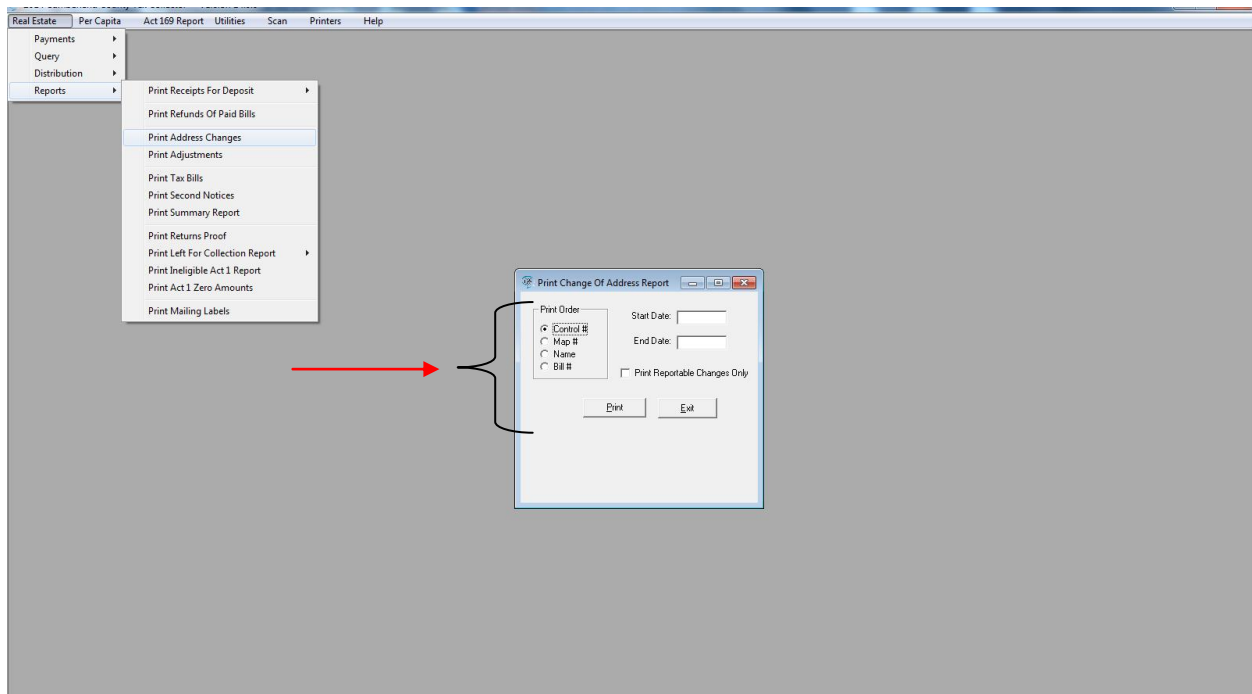 Real Estate Per Capita Act 169 Report Utilities Scan Printers Help
Payments
Query
Distribution
Reports
Print Receipts For Deposit
Print Refunds Of Paid Bills
Print Address Changes
Print Adjustments
Print Tax Bills
Print Second Notices
Print Summary Report
Print Returns Proof
Print Left For Collection Report
Print Ineligible Act 1 Report
Print Act 1 Zero Amounts
Print Mailing Labels
Print Change Of Address Report
Print Order
Control #
Map #
Name
Bill #
Start Date:
End Date:
Print Reportable Changes Only
Print Exit